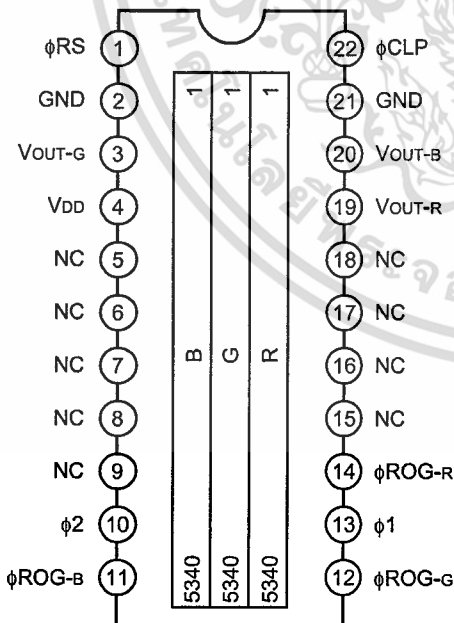 φRS 1 22 φCLP
GND 2 21 GND
VOUT-G 3 20 VOUT-B
VDD 4 19 VOUT-R
NC 5 18 NC
NC 6 17 NC
NC 7 16 NC
NC 8 15 NC
NC 9 14 φROG-R
φ2 10 13 φ1
φROG-B 11 12 φROG-G
1 1 1
B G R
5340 5340 5340